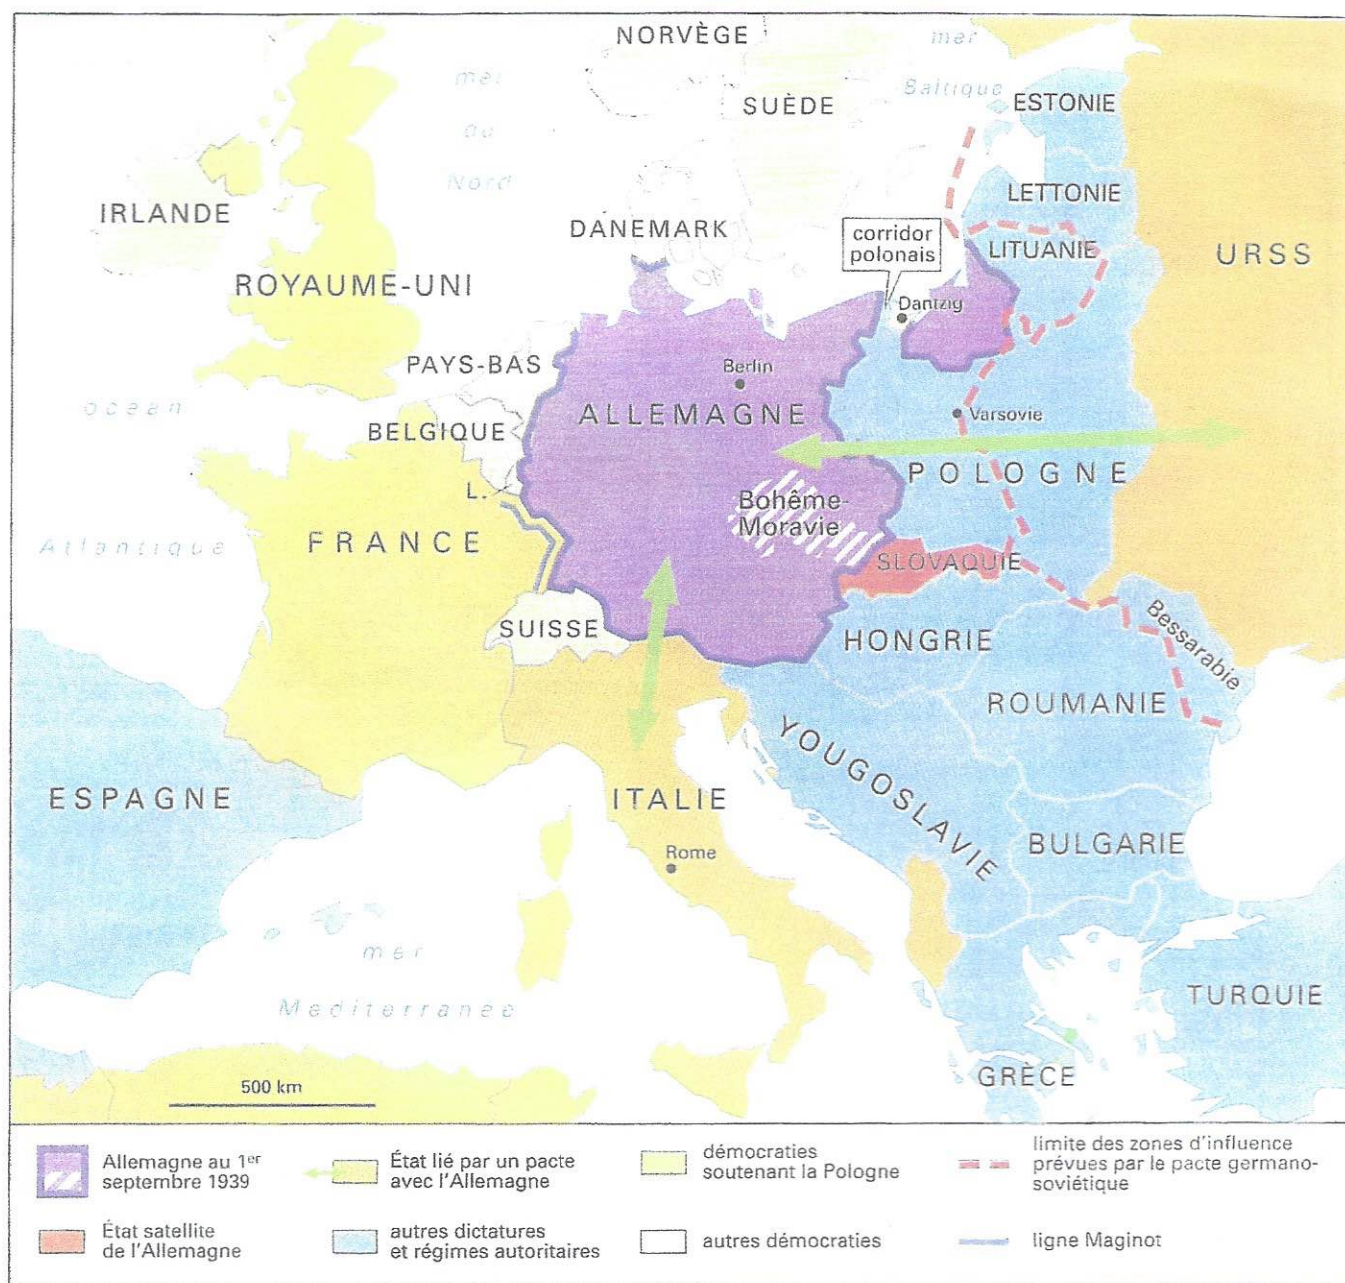 NORVÈGE
mer
Baltique
mer
du
Nord
SUÈDE
ESTONIE
LETTONIE
IRLANDE
DANEMARK
corridor
polonais
LITUANIE
URSS
ROYAUME-UNI
Dantzig
PAYS-BAS
Berlin
océan
ALLEMAGNE
Varsovie
BELGIQUE
POLOGNE
L.
Bohême-
Moravie
FRANCE
Atlantique
SLOVAQUIE
SUISSE
HONGRIE
Bessarabie
ROUMANIE
YOUGOSLAVIE
ESPAGNE
ITALIE
BULGARIE
Rome
mer
Méditerranée
TURQUIE
GRÈCE
500 km
Allemagne au 1er
septembre 1939
État lié par un pacte
avec l'Allemagne
démocraties
soutenant la Pologne
limite des zones d'influence
prévues par le pacte germano-
soviétique
État satellite
de l'Allemagne
autres dictatures
et régimes autoritaires
autres démocraties
ligne Maginot